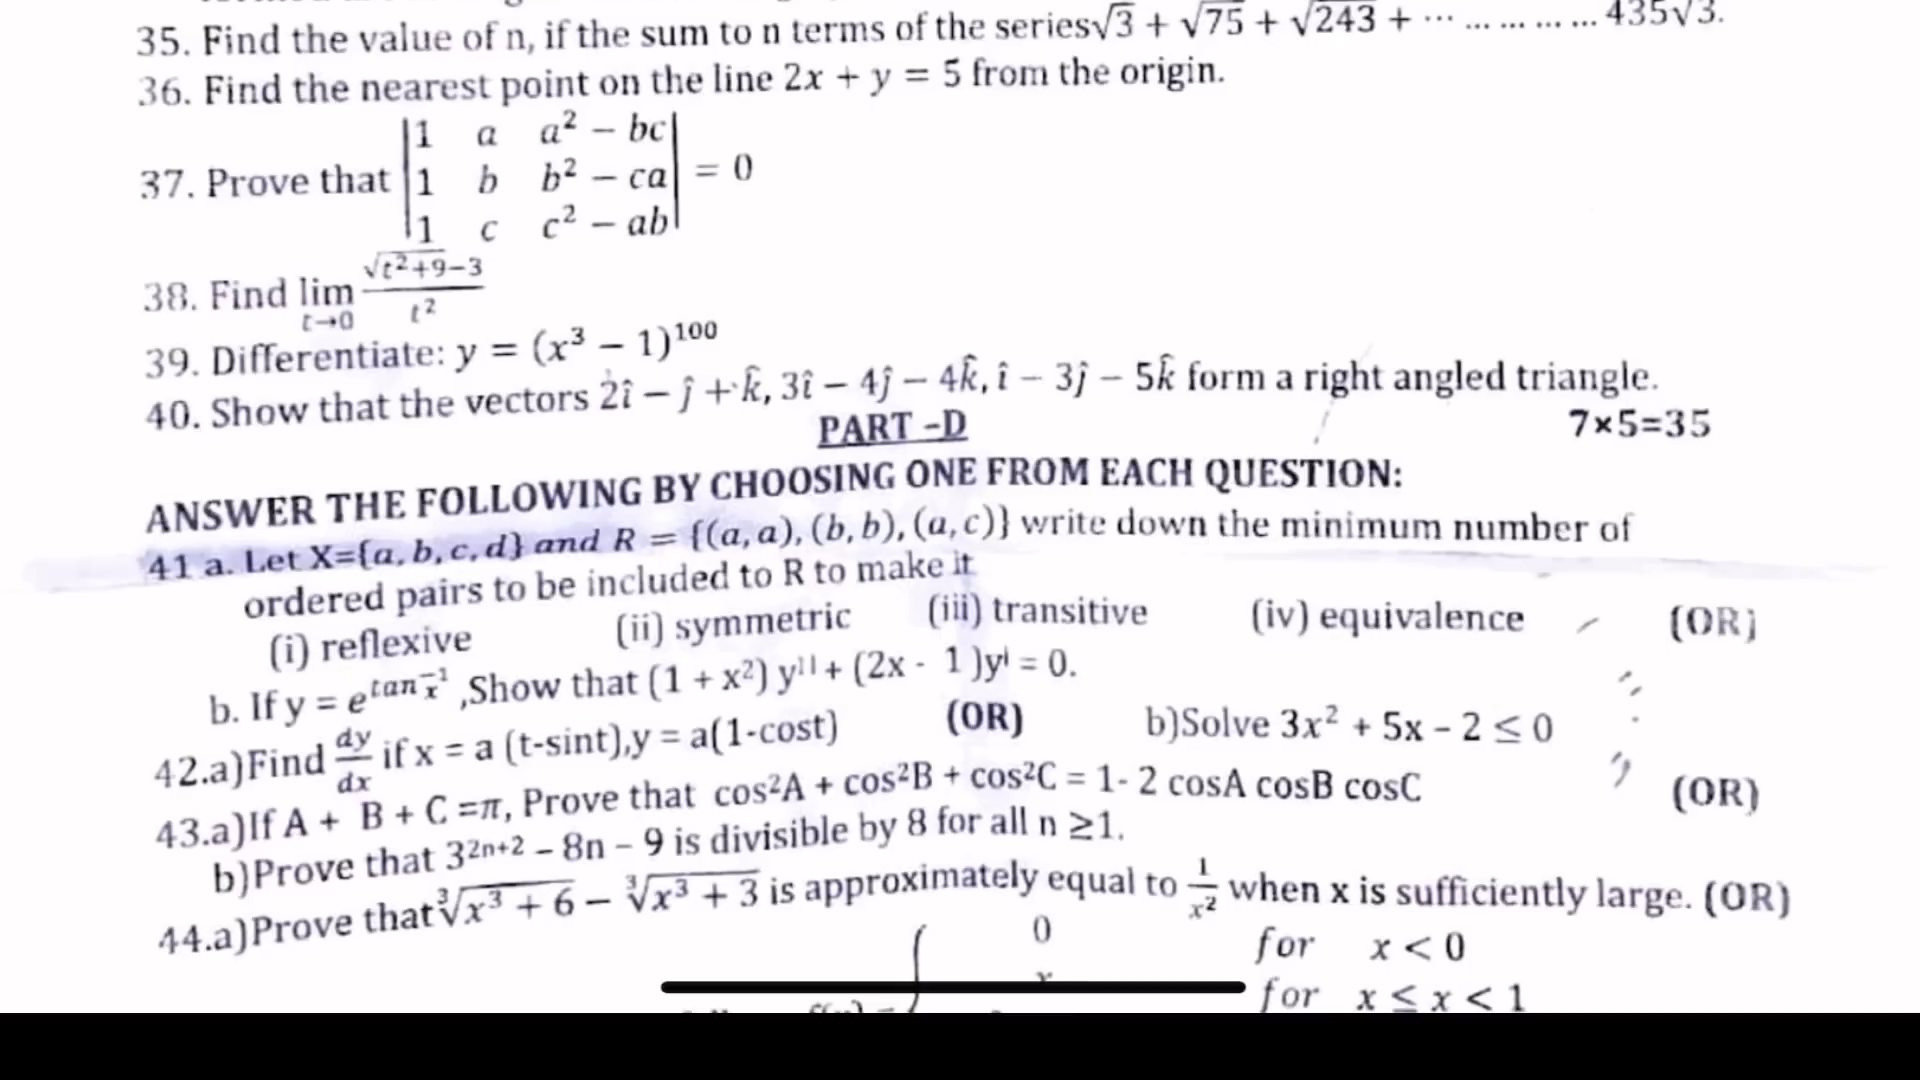 35. Find the value of n, if the sum to n terms of the series√3 + √75 + √243 + ⋯ ... ... ... ... 435√3.
36. Find the nearest point on the line 2x + y = 5 from the origin.
37. Prove that |1 a a² − bc|
|1 b b² − ca| = 0
|1 c c² − ab|
38. Find lim t→0 (√(t²+9)−3)/t²
39. Differentiate: y = (x³ − 1)¹⁰⁰
40. Show that the vectors 2î − ĵ + k̂, 3î − 4ĵ − 4k̂, î − 3ĵ − 5k̂ form a right angled triangle.
PART -D 7×5=35
ANSWER THE FOLLOWING BY CHOOSING ONE FROM EACH QUESTION:
41 a. Let X={a, b, c, d} and R = {(a, a), (b, b), (a, c)} write down the minimum number of
ordered pairs to be included to R to make it
(i) reflexive (ii) symmetric (iii) transitive (iv) equivalence (OR)
b. If y = e^(tan⁻¹x) ,Show that (1 + x²) y'' + (2x - 1 )y' = 0.
42.a)Find dy/dx if x = a (t-sint),y = a(1-cost) (OR) b)Solve 3x² + 5x – 2 ≤ 0
43.a)If A + B + C =π, Prove that cos²A + cos²B + cos²C = 1- 2 cosA cosB cosC (OR)
b)Prove that 3²ⁿ⁺² – 8n – 9 is divisible by 8 for all n ≥1.
44.a)Prove that ∛(x³ + 6) − ∛(x³ + 3) is approximately equal to 1/x² when x is sufficiently large. (OR)
0 for x < 0
for x ≤ x < 1